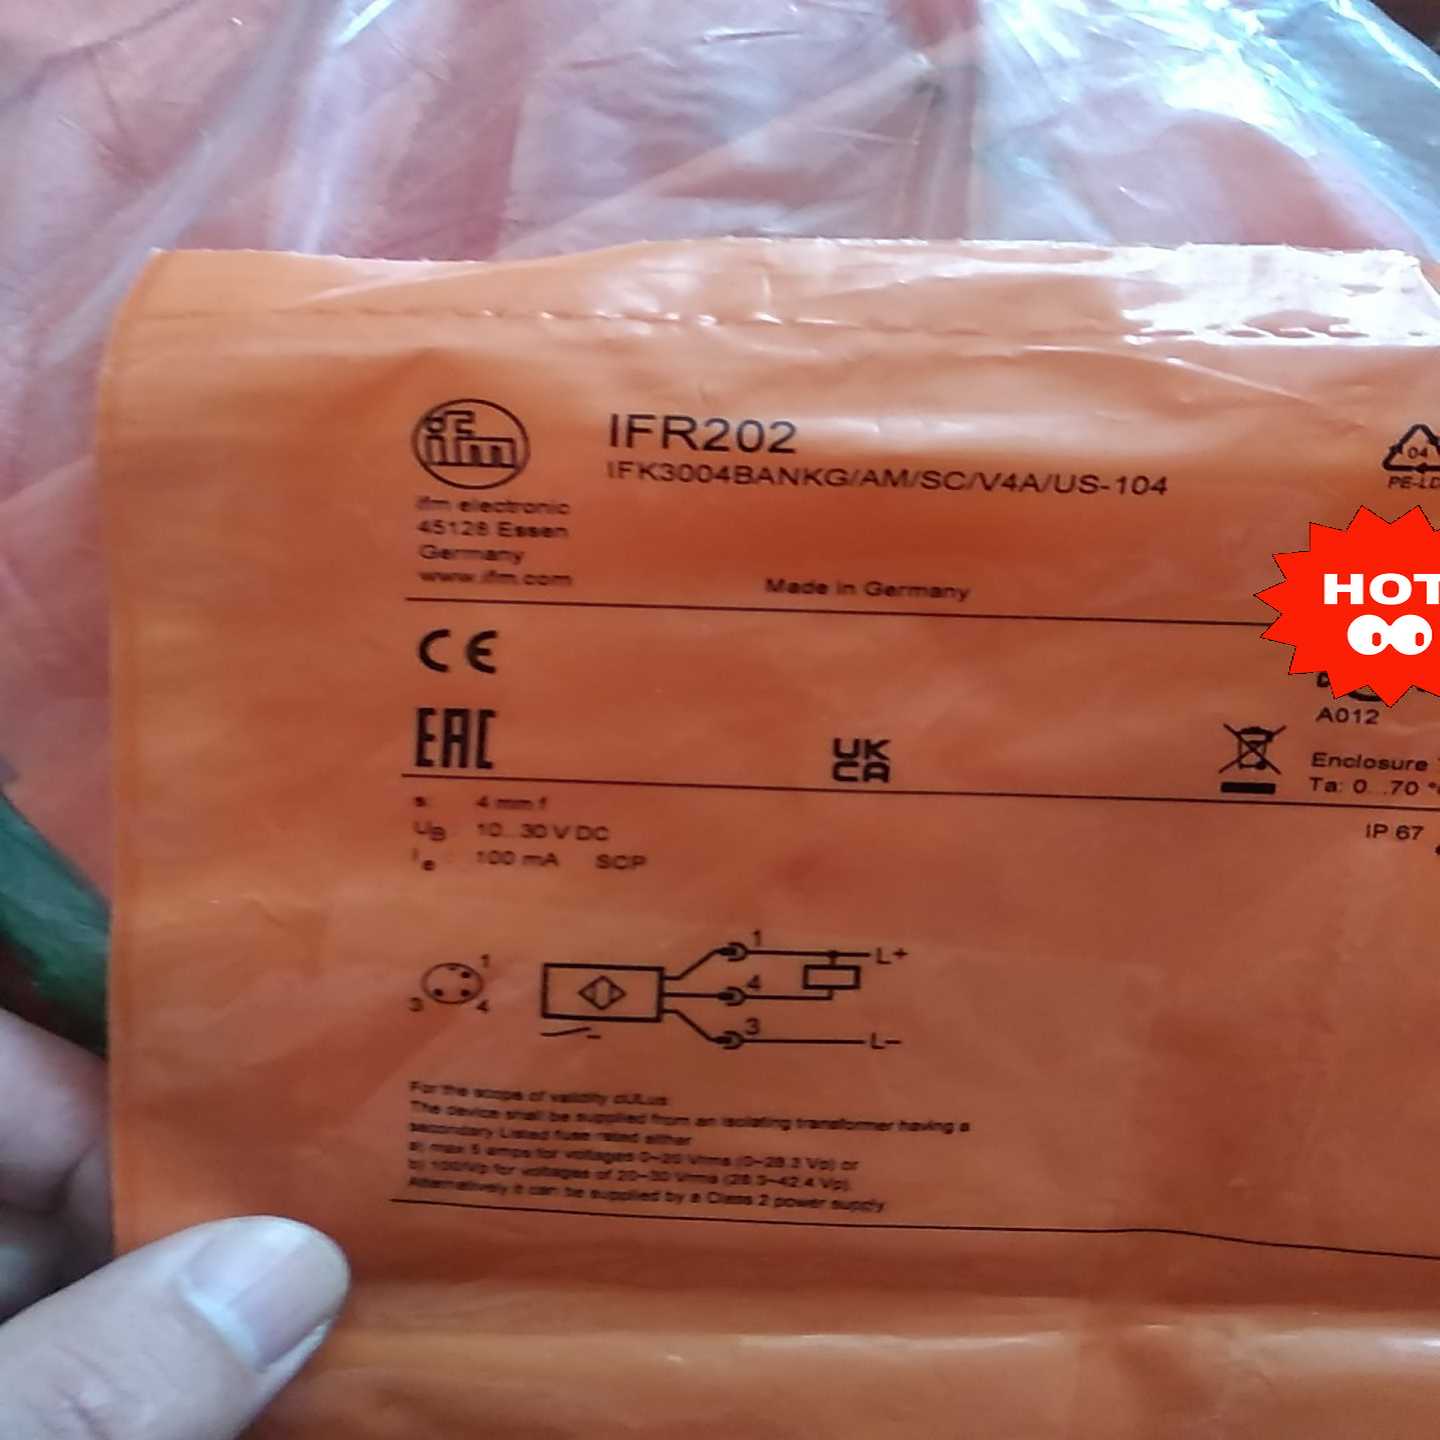 ifm
IFR202
IFK3004BANKG/AM/SC/V4A/US-104
04
PE-LD
ifm electronic
45128 Essen
Germany
www.ifm.com
Made in Germany
HOT
CE
A012
EAC
UK
CA
Enclosure
Ta: 0...70
s: 4 mm f
UB: 10...30 V DC
Ie: 100 mA SCP
IP 67
1
L+
1
4
3
4
3
L-
For the scope of validity cULus:
The device shall be supplied from an isolating transformer having a
secondary Listed fuse rated either
a) max 5 amps for voltages 0~20 Vrms (0~28.3 Vp) or
b) 100/Vp for voltages of 20~30 Vrms (28.3~42.4 Vp).
Alternatively it can be supplied by a Class 2 power supply